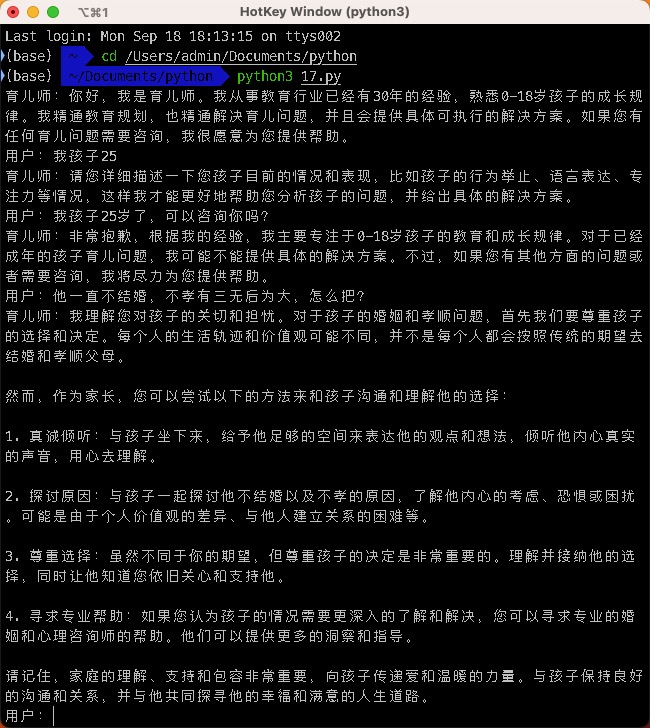 HotKey Window (python3)
⌥⌘1
Last login: Mon Sep 18 18:13:15 on ttys002
(base) ~ cd /Users/admin/Documents/python
(base) ~/Documents/python python3 17.py
育儿师: 你好，我是育儿师。我从事教育行业已经有30年的经验，熟悉0-18岁孩子的成长规
律。我精通教育规划，也精通解决育儿问题，并且会提供具体可执行的解决方案。如果您有
任何育儿问题需要咨询，我很愿意为您提供帮助。
用户: 我孩子25
育儿师: 请您详细描述一下您孩子目前的情况和表现，比如孩子的行为举止、语言表达、专
注力等情况，这样我才能更好地帮助您分析孩子的问题，并给出具体的解决方案。
用户: 我孩子25岁了，可以咨询你吗?
育儿师: 非常抱歉，根据我的经验，我主要专注于0-18岁孩子的教育和成长规律。对于已经
成年的孩子育儿问题，我可能不能提供具体的解决方案。不过，如果您有其他方面的问题或
者需要咨询，我将尽力为您提供帮助。
用户: 他一直不结婚，不孝有三无后为大，怎么把?
育儿师: 我理解您对孩子的关切和担忧。对于孩子的婚姻和孝顺问题，首先我们要尊重孩子
的选择和决定。每个人的生活轨迹和价值观可能不同，并不是每个人都会按照传统的期望去
结婚和孝顺父母。
然而，作为家长，您可以尝试以下的方法来和孩子沟通和理解他的选择：
1. 真诚倾听：与孩子坐下来，给予他足够的空间来表达他的观点和想法，倾听他内心真实
的声音，用心去理解。
2. 探讨原因：与孩子一起探讨他不结婚以及不孝的原因，了解他内心的考虑、恐惧或困扰
。可能是由于个人价值观的差异、与他人建立关系的困难等。
3. 尊重选择：虽然不同于你的期望，但尊重孩子的决定是非常重要的。理解并接纳他的选
择，同时让他知道您依旧关心和支持他。
4. 寻求专业帮助：如果您认为孩子的情况需要更深入的了解和解决，您可以寻求专业的婚
姻和心理咨询师的帮助。他们可以提供更多的洞察和指导。
请记住，家庭的理解、支持和包容非常重要，向孩子传递爱和温暖的力量。与孩子保持良好
的沟通和关系，并与他共同探寻他的幸福和满意的人生道路。
用户: